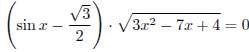 (sin x − √3/2) · √(3x² − 7x + 4) = 0